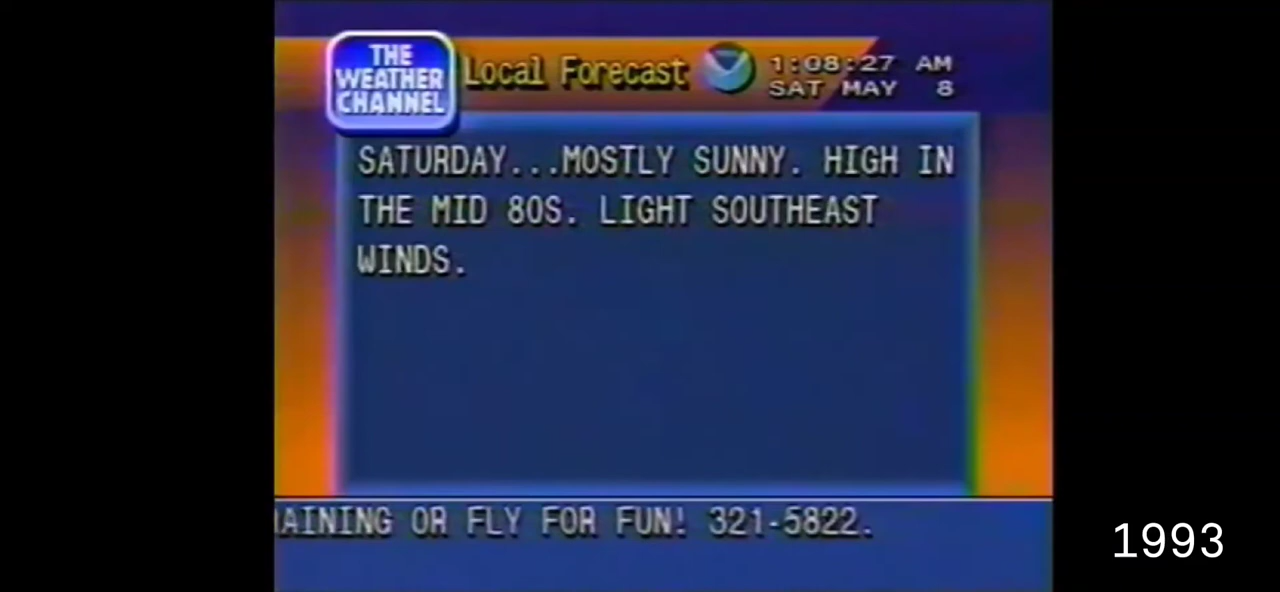 THE
WEATHER
CHANNEL
Local Forecast
1:08:27 AM
SAT MAY 8
SATURDAY...MOSTLY SUNNY. HIGH IN
THE MID 80S. LIGHT SOUTHEAST
WINDS.
AINING OR FLY FOR FUN! 321-5822.
1993